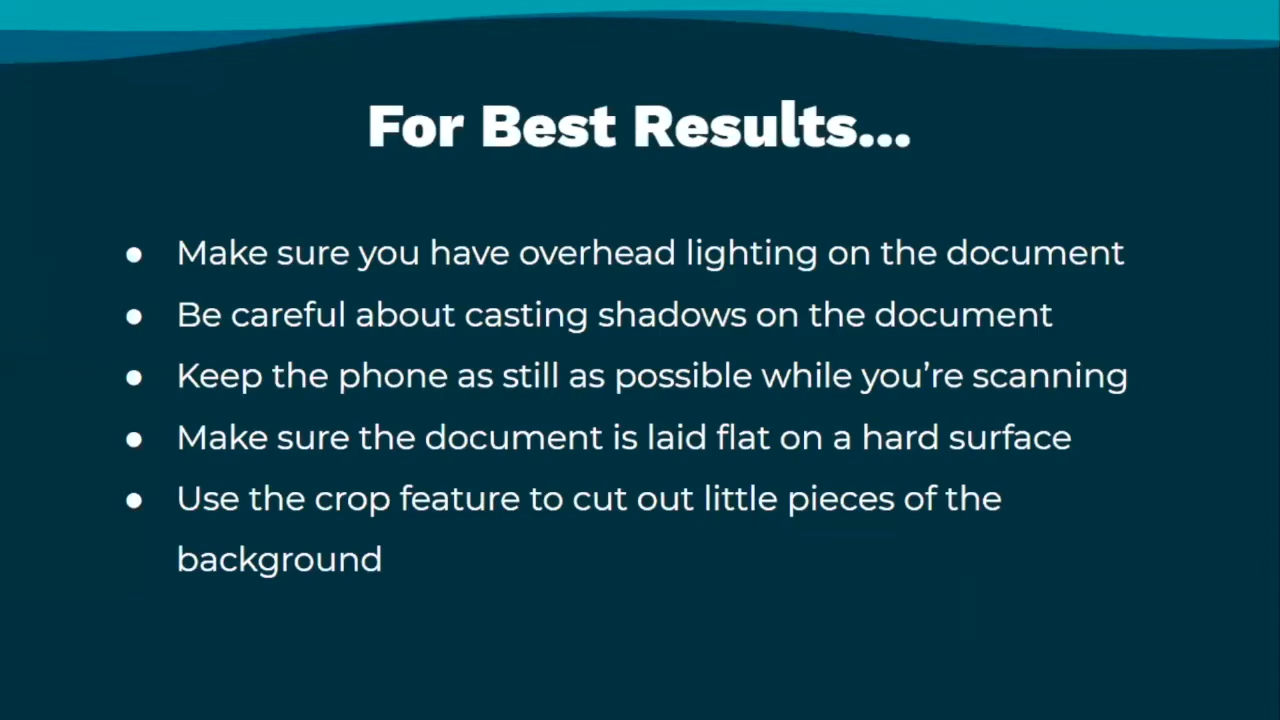 For Best Results...
● Make sure you have overhead lighting on the document
● Be careful about casting shadows on the document
● Keep the phone as still as possible while you’re scanning
● Make sure the document is laid flat on a hard surface
● Use the crop feature to cut out little pieces of the
background